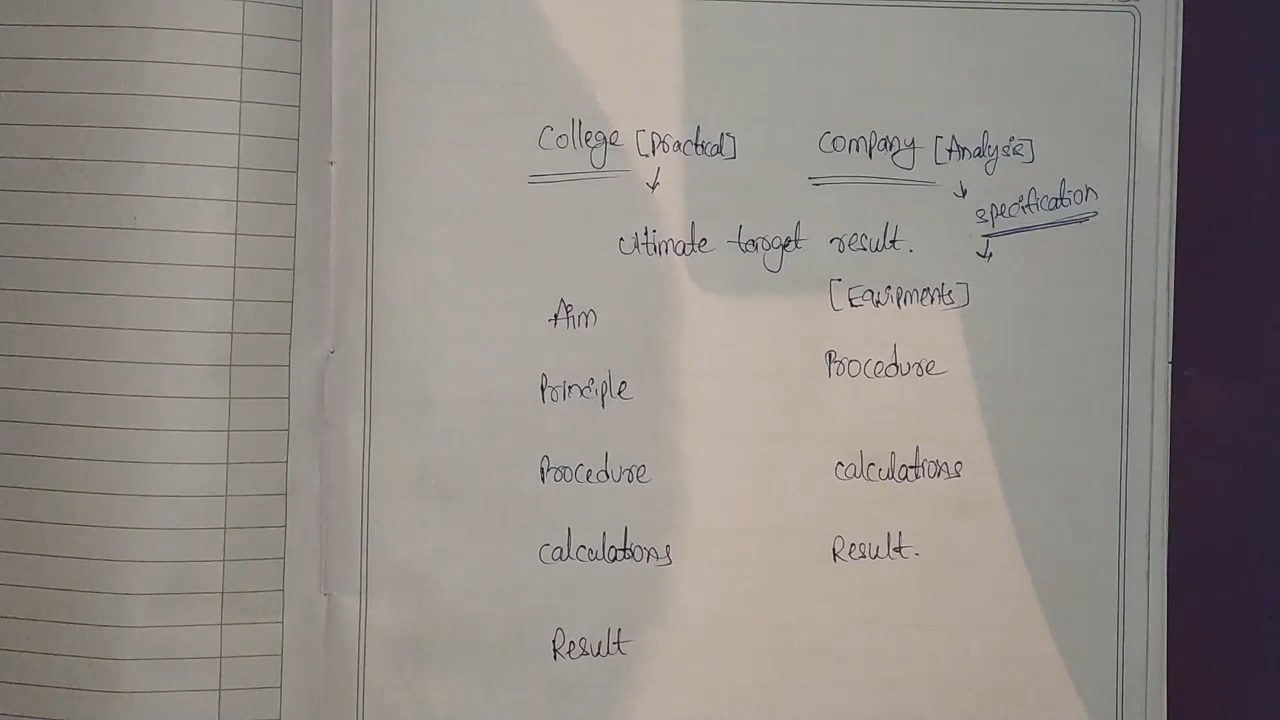 College [Practical]
Company [Analysis]
specification
Ultimate target result.
[Equipments]
Aim
Procedure
Principle
Procedure
calculations
calculations
Result.
Result